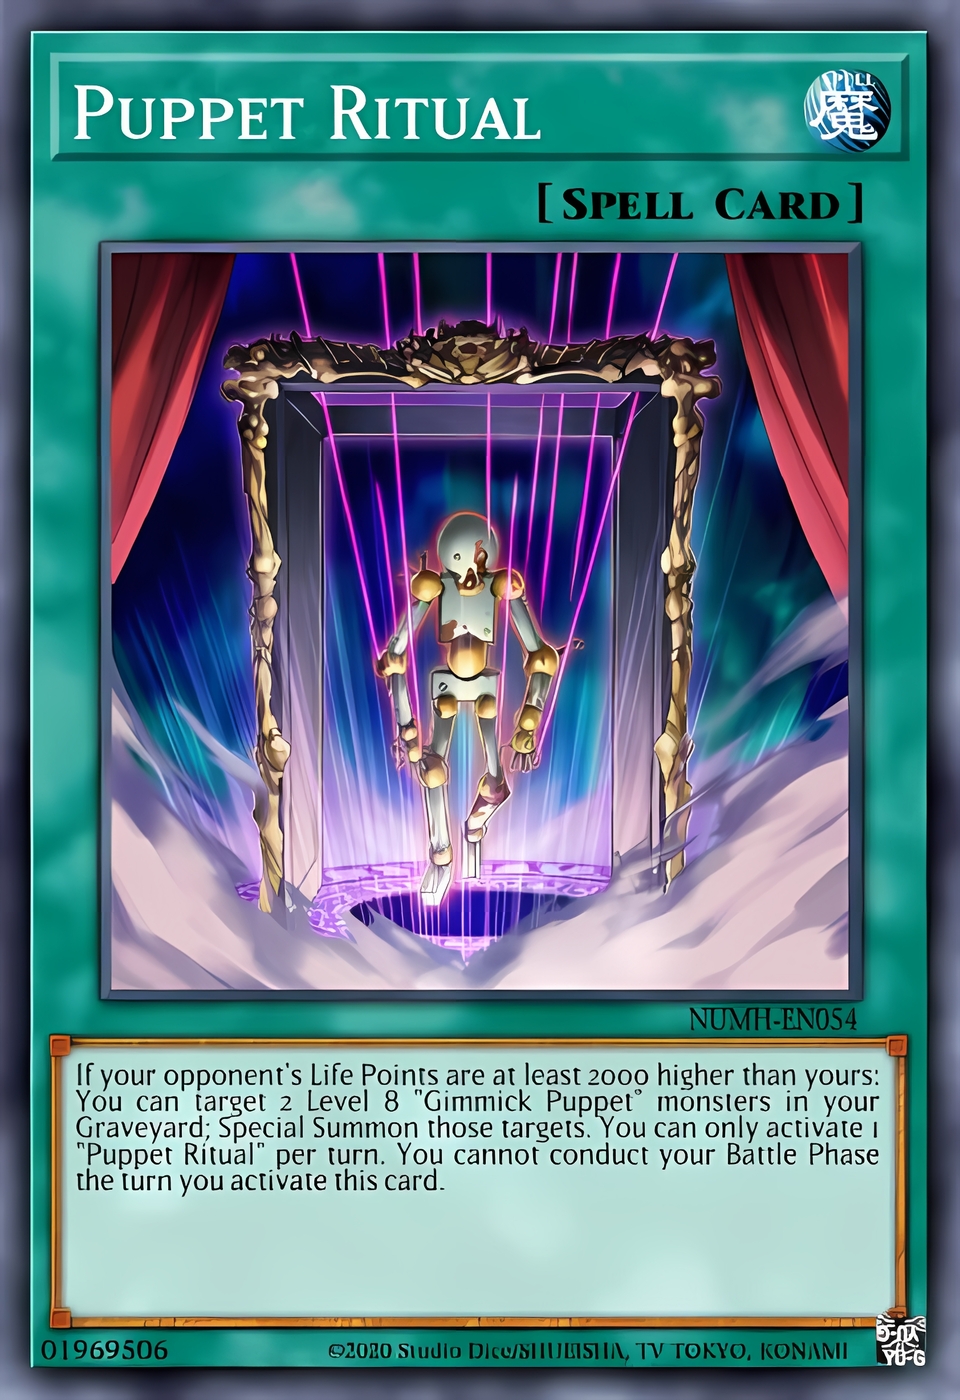 Puppet Ritual
魔
[Spell Card]
NUMH-EN054
If your opponent's Life Points are at least 2000 higher than yours:
You can target 2 Level 8 "Gimmick Puppet" monsters in your
Graveyard; Special Summon those targets. You can only activate 1
"Puppet Ritual" per turn. You cannot conduct your Battle Phase
the turn you activate this card.
01969506
©2020 Studio Dice/SHUEISHA, TV TOKYO, KONAMI